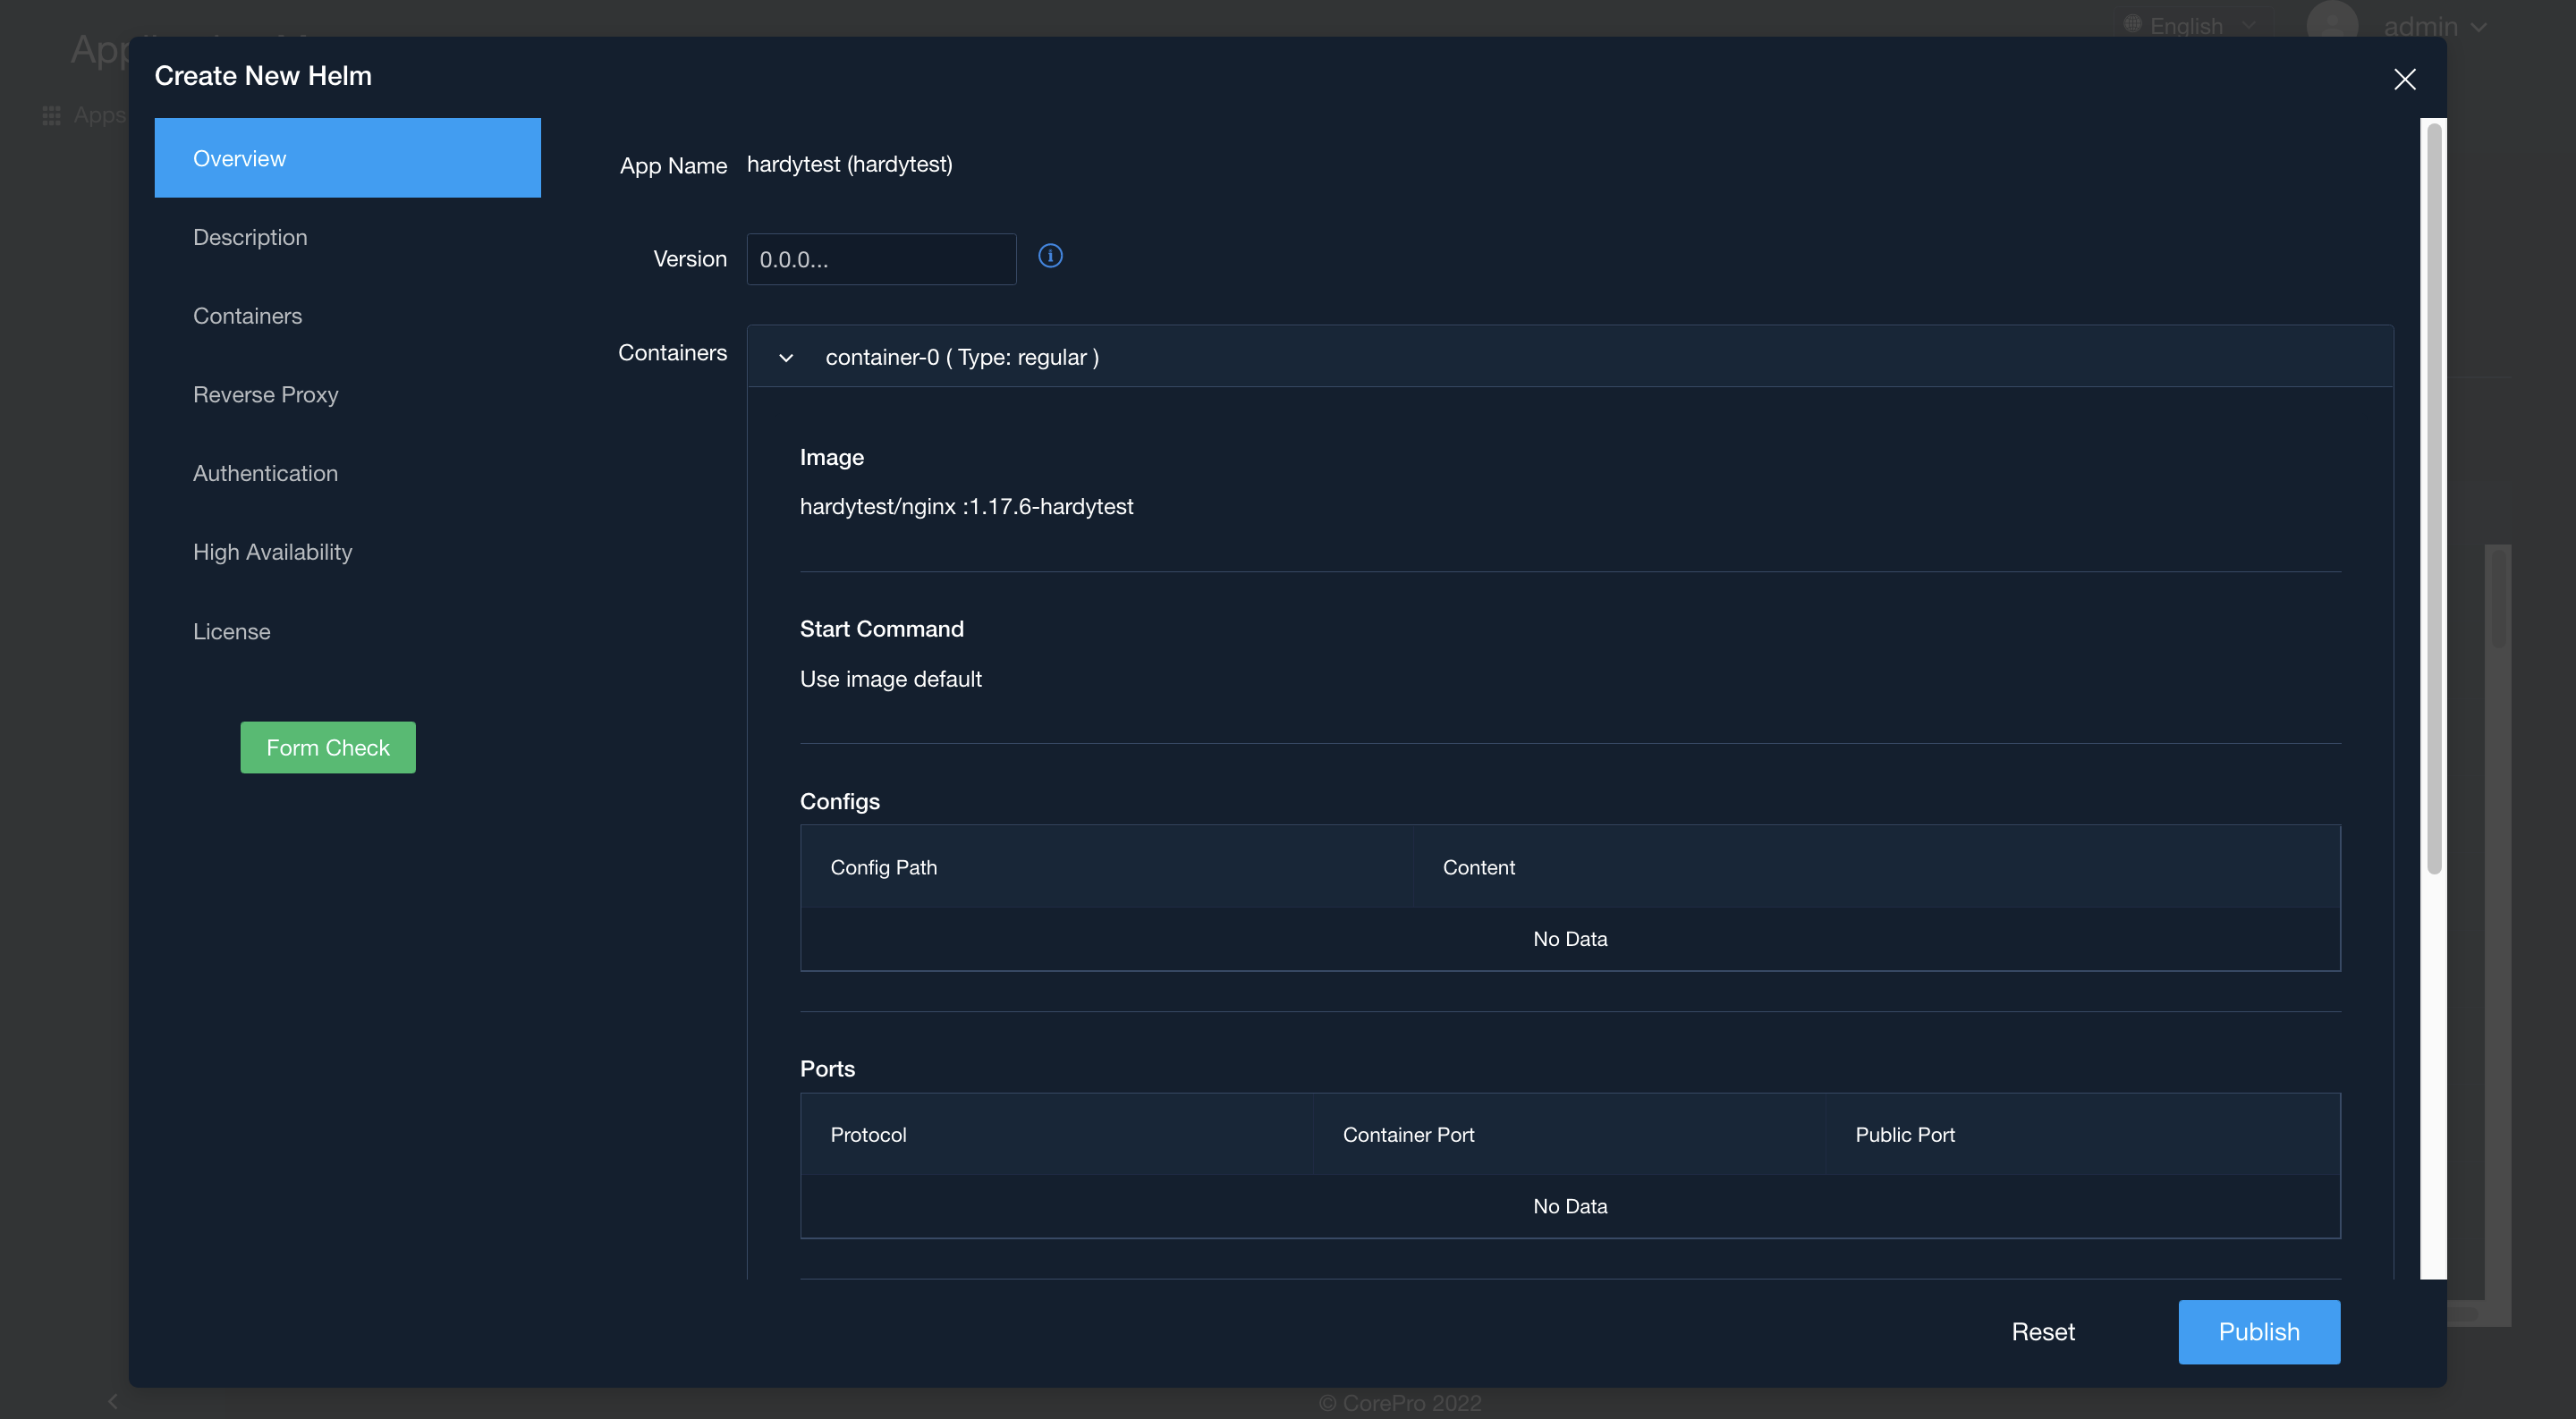 English
admin
Create New Helm
Apps
Overview
Description
Containers
Reverse Proxy
Authentication
High Availability
License
Form Check
App Name hardytest (hardytest)
Version 0.0.0...
Containers container-0 ( Type: regular )
Image
hardytest/nginx :1.17.6-hardytest
Start Command
Use image default
Configs
Config Path Content
No Data
Ports
Protocol Container Port Public Port
No Data
Reset Publish
© CorePro 2022